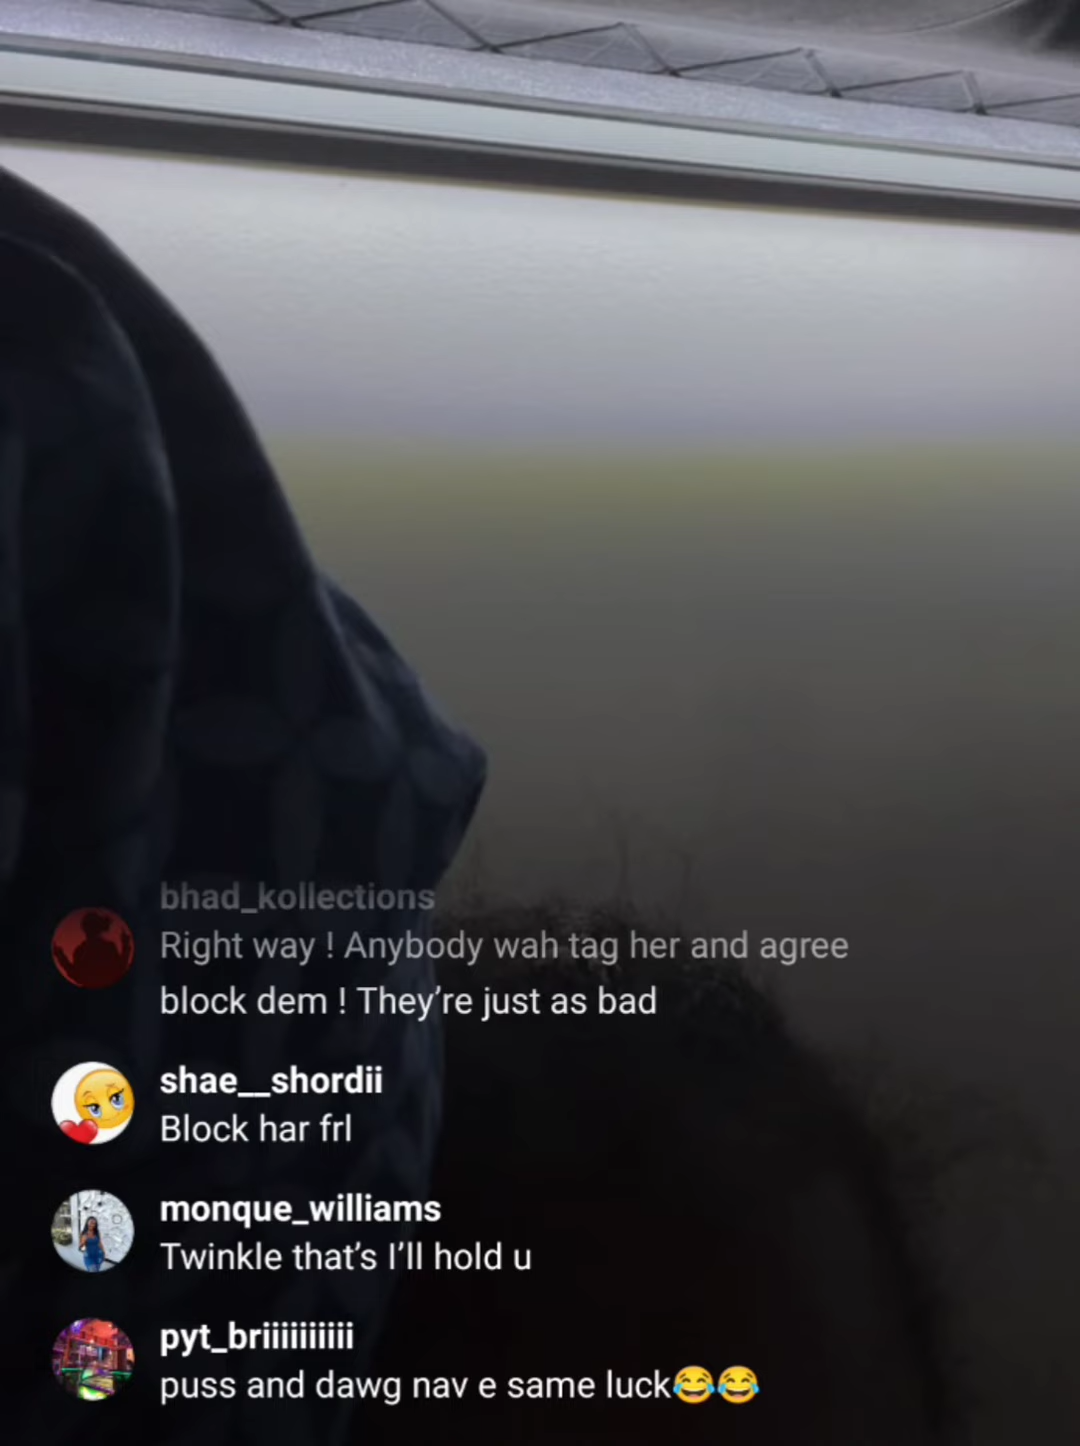 bhad_kollections
Right way ! Anybody wah tag her and agree
block dem ! They’re just as bad
shae__shordii
Block har frl
monque_williams
Twinkle that’s I’ll hold u
pyt_briiiiiiiiii
puss and dawg nav e same luck😂😂